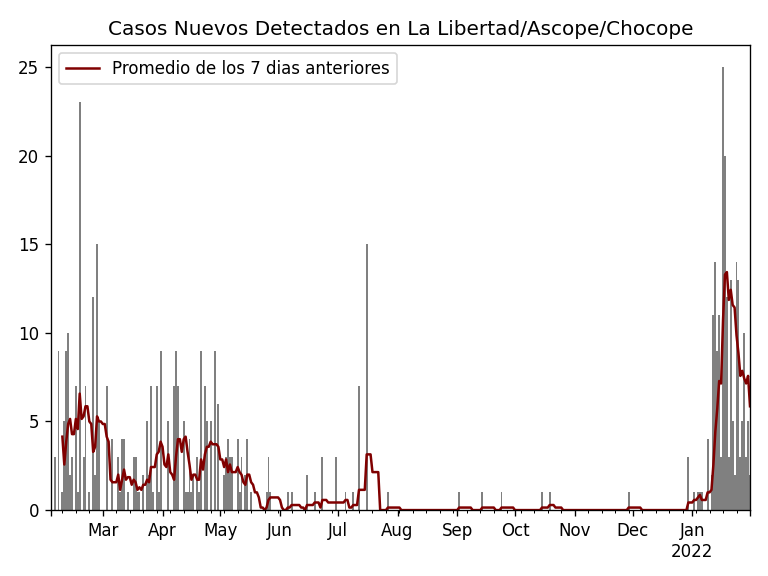 Casos Nuevos Detectados en La Libertad/Ascope/Chocope
Promedio de los 7 dias anteriores
25
20
15
10
5
0
Mar Apr May Jun Jul Aug Sep Oct Nov Dec Jan
2022